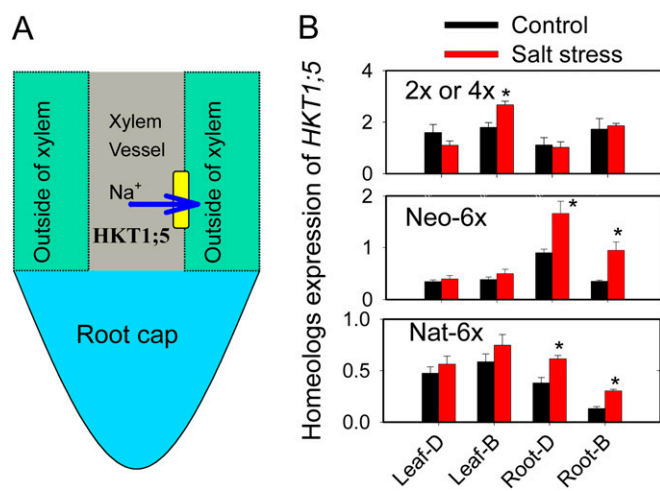 A
Outside of xylem
Xylem
Vessel
Na⁺
HKT1;5
Outside of xylem
Root cap
B
Control
Salt stress
Homeologs expression of HKT1;5
4
2
0
2x or 4x
*
2
1
0
Neo-6x
*
*
1.0
0.5
0.0
Nat-6x
*
*
Leaf-D
Leaf-B
Root-D
Root-B